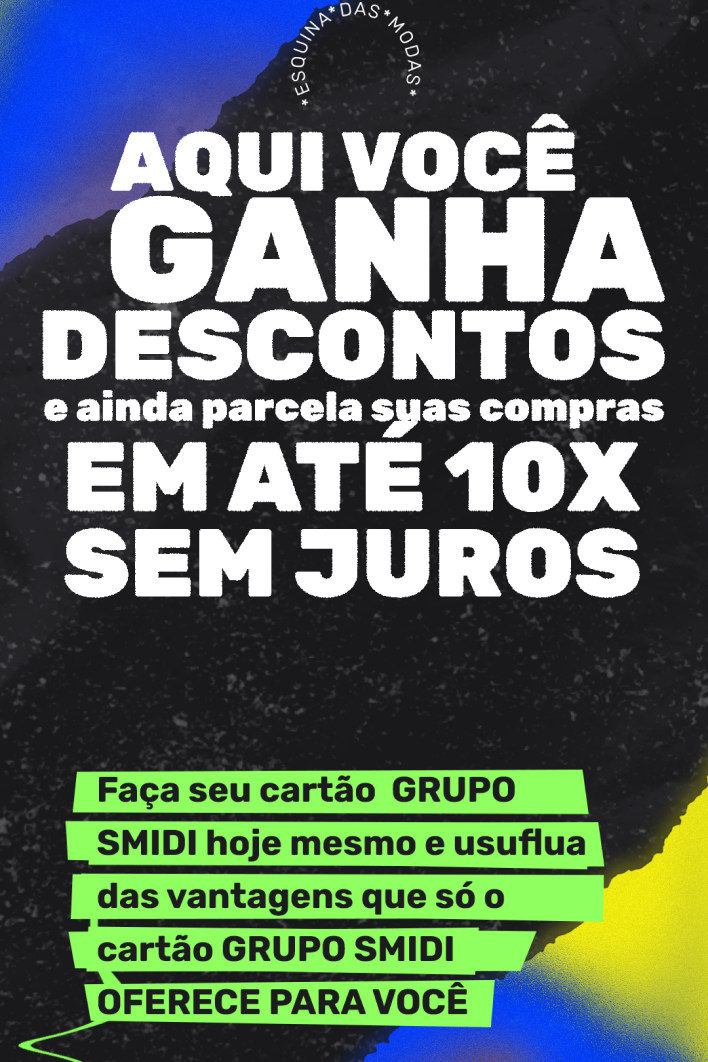 *ESQUINA*DAS*MODAS*
AQUI VOCÊ
GANHA
DESCONTOS
e ainda parcela suas compras
EM ATÉ 10X
SEM JUROS
Faça seu cartão GRUPO
SMIDI hoje mesmo e usuflua
das vantagens que só o
cartão GRUPO SMIDI
OFERECE PARA VOCÊ